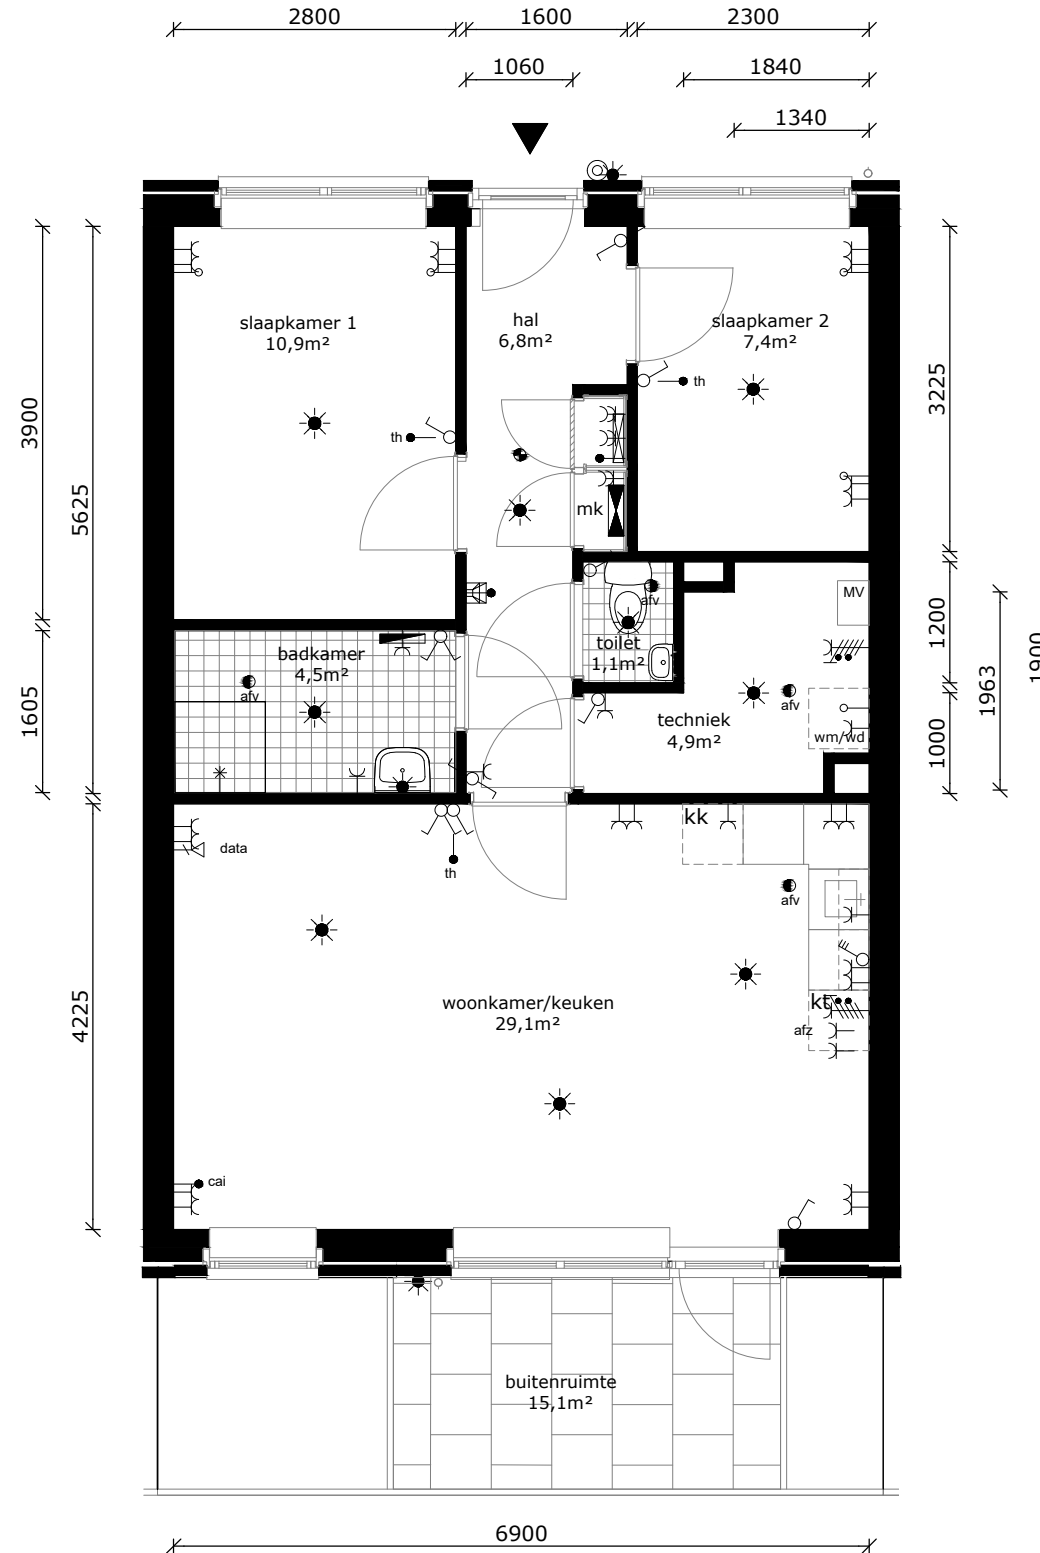 2800 1600 2300
1060 1840
1340
slaapkamer 1
10,9m²
hal
6,8m²
slaapkamer 2
7,4m²
th
th
3900
5625
3225
mk
MV
afv
toilet
1,1m²
badkamer
4,5m²
afv
1605
1200
1963
1900
1000
techniek
4,9m²
afv
wm/wd
kk
data
th
afv
woonkamer/keuken
29,1m²
kt
afz
4225
cai
buitenruimte
15,1m²
6900